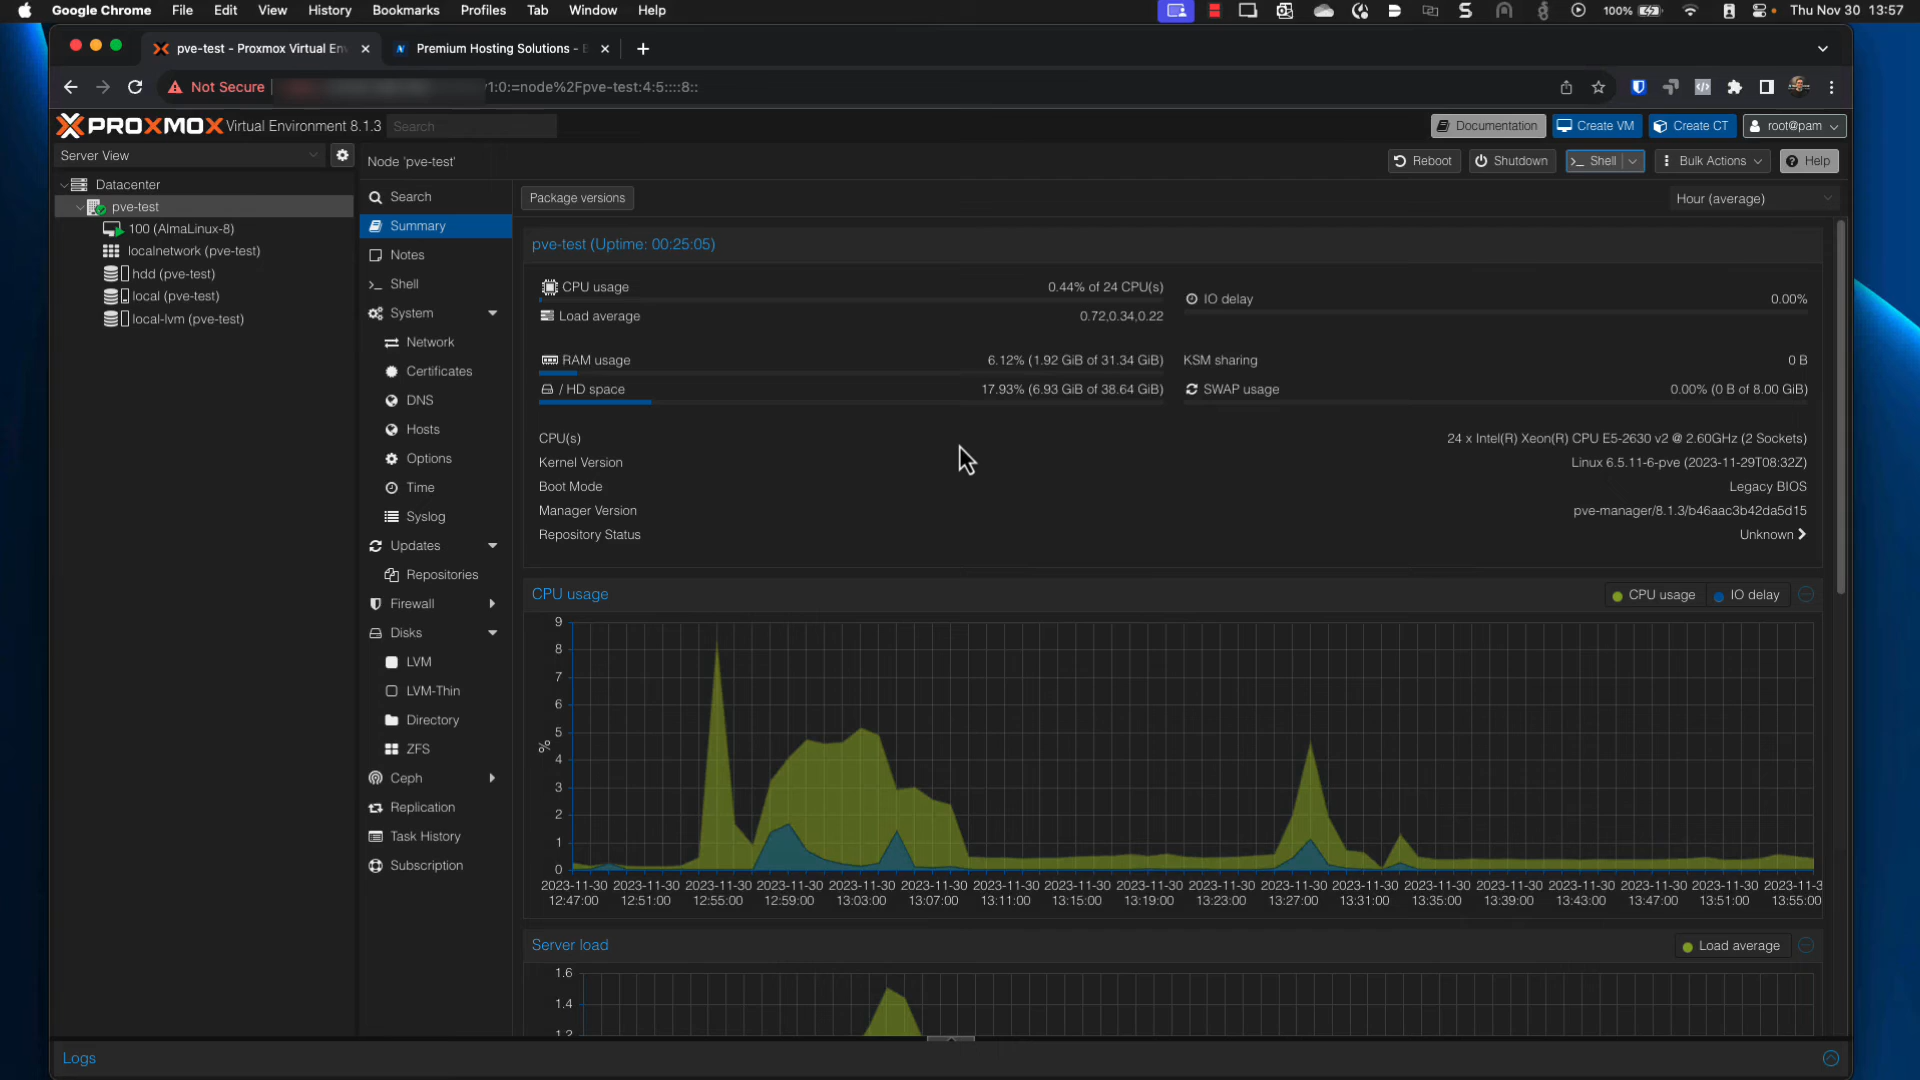 Google Chrome File Edit View History Bookmarks Profiles Tab Window Help 100% Thu Nov 30 13:57
pve-test - Proxmox Virtual En Premium Hosting Solutions -
Not Secure v1:0:=node%2Fpve-test:4:5::::8::
PROXMOX Virtual Environment 8.1.3 Search Documentation Create VM Create CT root@pam
Server View
Node 'pve-test' Reboot Shutdown Shell Bulk Actions Help
Datacenter
pve-test
100 (AlmaLinux-8)
localnetwork (pve-test)
hdd (pve-test)
local (pve-test)
local-lvm (pve-test)
Search
Summary
Notes
Shell
System
Network
Certificates
DNS
Hosts
Options
Time
Syslog
Updates
Repositories
Firewall
Disks
LVM
LVM-Thin
Directory
ZFS
Ceph
Replication
Task History
Subscription
Package versions Hour (average)
pve-test (Uptime: 00:25:05)
CPU usage 0.44% of 24 CPU(s)
IO delay 0.00%
Load average 0.72,0.34,0.22
RAM usage 6.12% (1.92 GiB of 31.34 GiB) KSM sharing 0 B
/ HD space 17.93% (6.93 GiB of 38.64 GiB) SWAP usage 0.00% (0 B of 8.00 GiB)
CPU(s) 24 x Intel(R) Xeon(R) CPU E5-2630 v2 @ 2.60GHz (2 Sockets)
Kernel Version Linux 6.5.11-6-pve (2023-11-29T08:32Z)
Boot Mode Legacy BIOS
Manager Version pve-manager/8.1.3/b46aac3b42da5d15
Repository Status Unknown
CPU usage CPU usage IO delay
9
8
7
6
5
%
4
3
2
1
0
2023-11-30 2023-11-30 2023-11-30 2023-11-30 2023-11-30 2023-11-30 2023-11-30 2023-11-30 2023-11-30 2023-11-30 2023-11-30 2023-11-30 2023-11-30 2023-11-30 2023-11-30 2023-11-30 2023-11-30 2023-11-3
12:47:00 12:51:00 12:55:00 12:59:00 13:03:00 13:07:00 13:11:00 13:15:00 13:19:00 13:23:00 13:27:00 13:31:00 13:35:00 13:39:00 13:43:00 13:47:00 13:51:00 13:55:00
Server load Load average
1.6
1.4
1.2
Logs